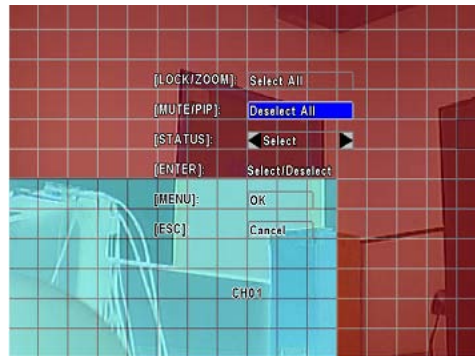 [LOCK/ZOOM]: Select All
[MUTE/PIP]: Deselect All
[STATUS]: Select
[ENTER]: Select/Deselect
[MENU]: OK
[ESC] Cancel
CH01